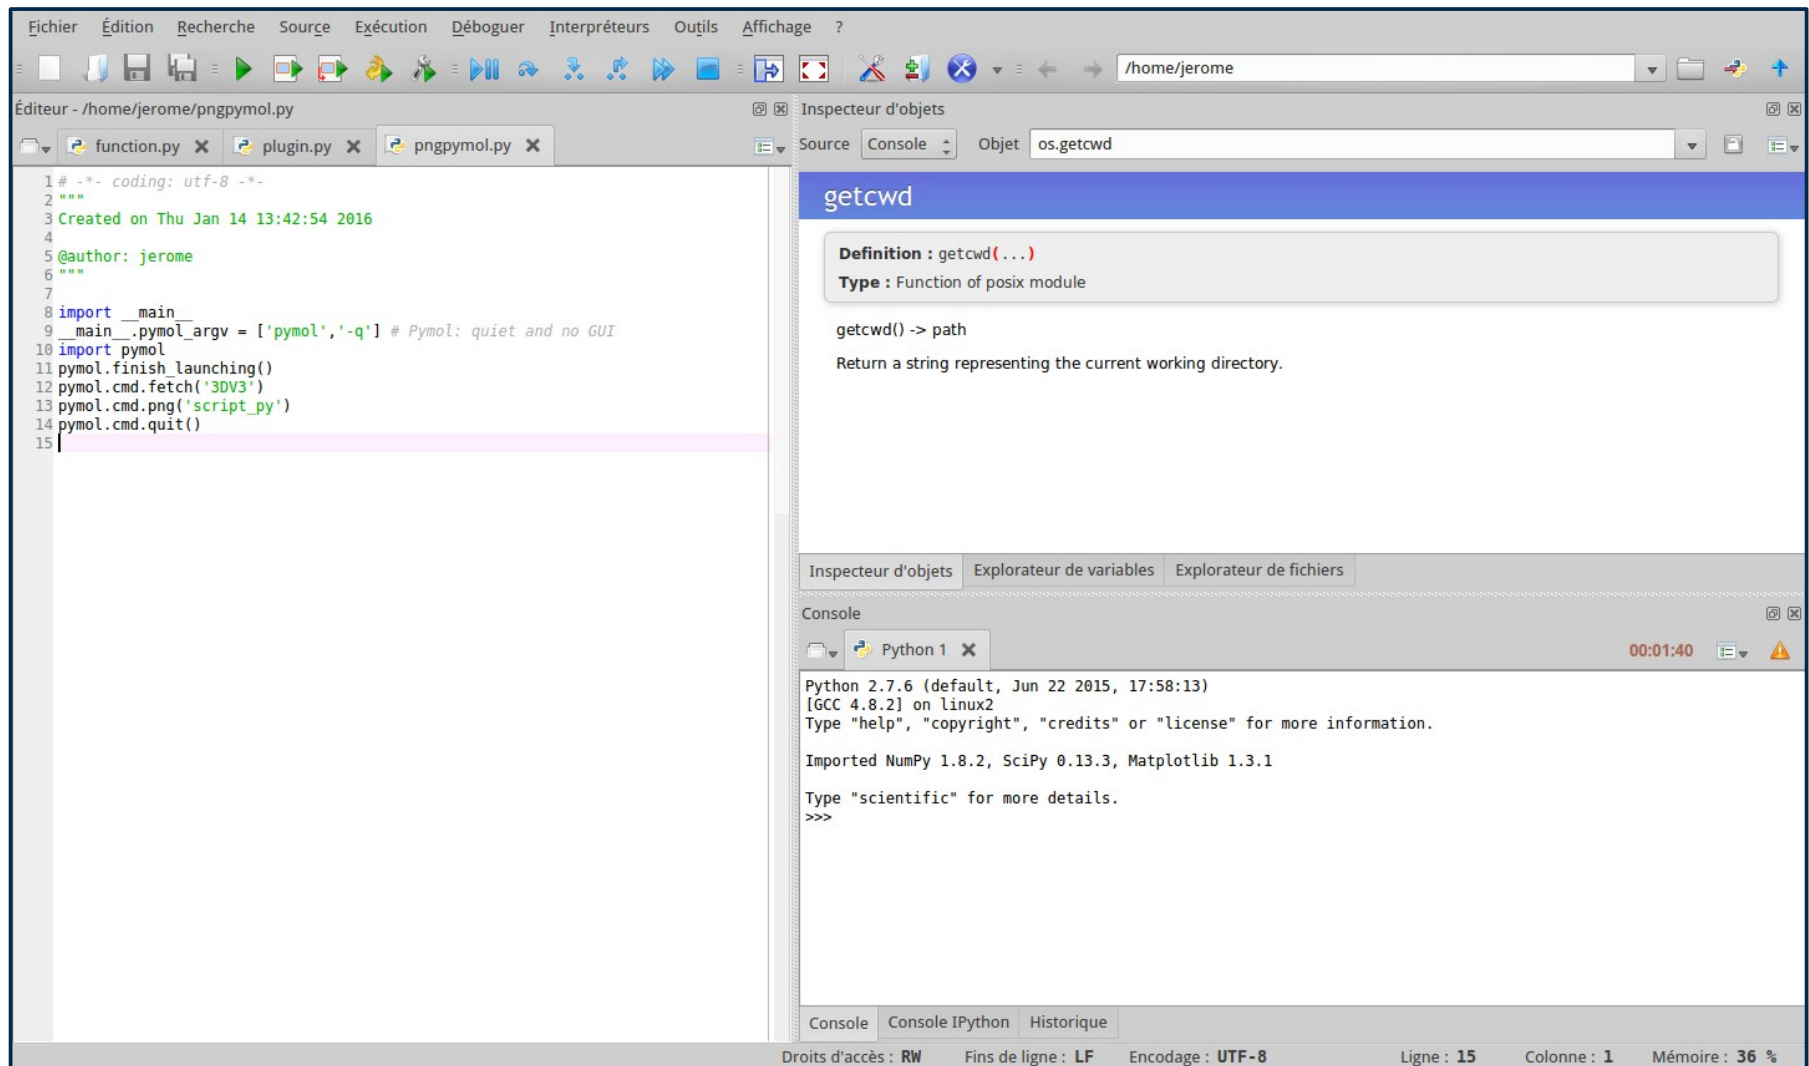 Fichier Édition Recherche Source Exécution Déboguer Interpréteurs Outils Affichage ?
/home/jerome
Éditeur - /home/jerome/pngpymol.py
function.py plugin.py pngpymol.py
1 # -*- coding: utf-8 -*-
2 """
3 Created on Thu Jan 14 13:42:54 2016
4
5 @author: jerome
6 """
7
8 import __main__
9 __main__.pymol_argv = ['pymol','-q'] # Pymol: quiet and no GUI
10 import pymol
11 pymol.finish_launching()
12 pymol.cmd.fetch('3DV3')
13 pymol.cmd.png('script_py')
14 pymol.cmd.quit()
15
Inspecteur d'objets
Source Console Objet os.getcwd
getcwd
Definition : getcwd(...)
Type : Function of posix module
getcwd() -> path
Return a string representing the current working directory.
Inspecteur d'objets Explorateur de variables Explorateur de fichiers
Console
Python 1 00:01:40
Python 2.7.6 (default, Jun 22 2015, 17:58:13)
[GCC 4.8.2] on linux2
Type "help", "copyright", "credits" or "license" for more information.
Imported NumPy 1.8.2, SciPy 0.13.3, Matplotlib 1.3.1
Type "scientific" for more details.
>>>
Console Console IPython Historique
Droits d'accès : RW Fins de ligne : LF Encodage : UTF-8 Ligne : 15 Colonne : 1 Mémoire : 36 %